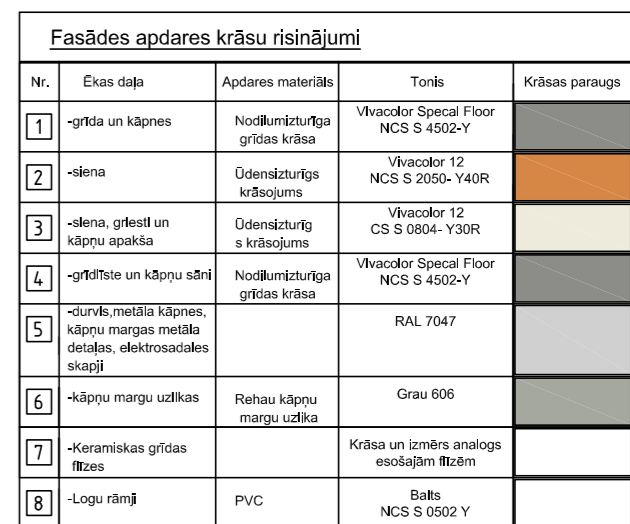 Fasādes apdares krāsu risinājumi
Nr. Ēkas daļa Apdares materiāls Tonis Krāsas paraugs
1 -grīda un kāpnes Nodilumizturīga grīdas krāsa Vivacolor Specal Floor NCS S 4502-Y
2 -siena Ūdensizturīgs krāsojums Vivacolor 12 NCS S 2050- Y40R
3 -siena, griesti un kāpņu apakša Ūdensizturīg s krāsojums Vivacolor 12 CS S 0804- Y30R
4 -grīdlīste un kāpņu sāni Nodilumizturīga grīdas krāsa Vivacolor Specal Floor NCS S 4502-Y
5 -durvis,metāla kāpnes, kāpņu margas metāla detaļas, elektrosadales skapji RAL 7047
6 -kāpņu margu uzlikas Rehau kāpņu margu uzlika Grau 606
7 -Keramiskas grīdas flīzes Krāsa un izmērs analogs esošajām flīzēm
8 -Logu rāmji PVC Balts NCS S 0502 Y